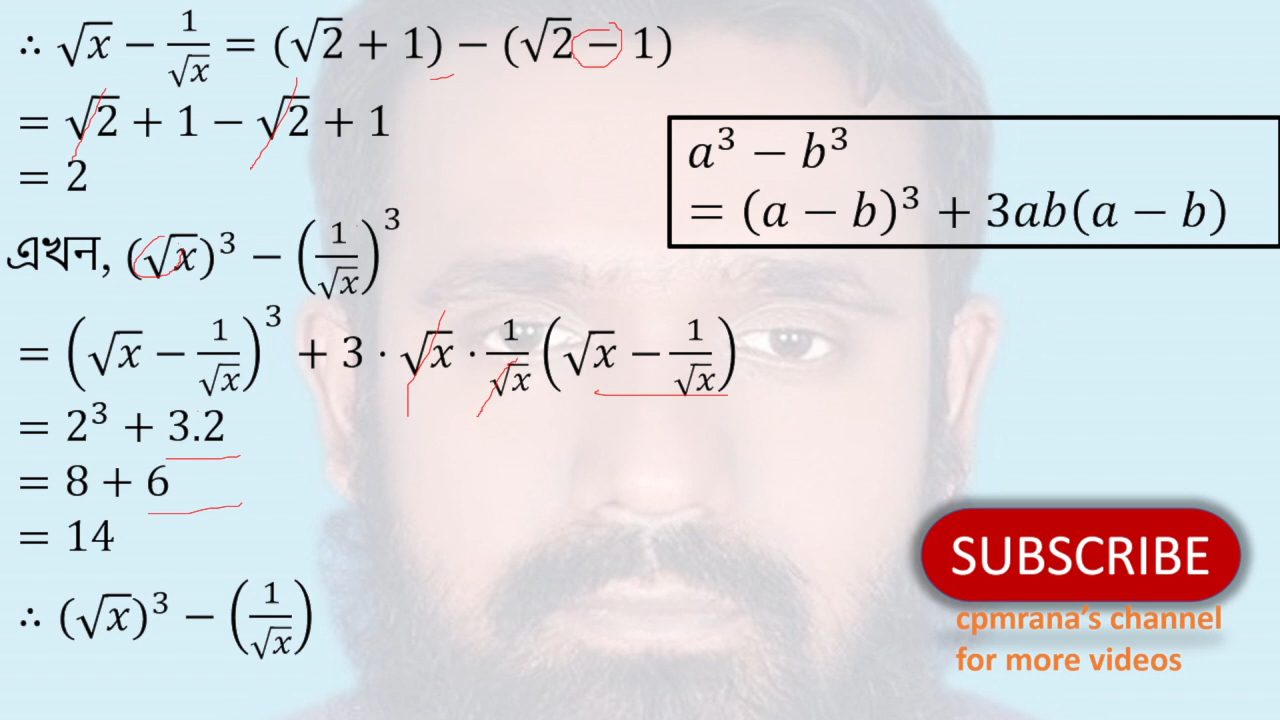 ∴ √x − 1/√x = (√2 + 1) − (√2 − 1)
= √2 + 1 − √2 + 1
= 2
a³ − b³
= (a − b)³ + 3ab(a − b)
এখন, (√x)³ − (1/√x)³
= (√x − 1/√x)³ + 3 · √x · 1/√x (√x − 1/√x)
= 2³ + 3.2
= 8 + 6
= 14
∴ (√x)³ − (1/√x)
SUBSCRIBE
cpmrana's channel
for more videos